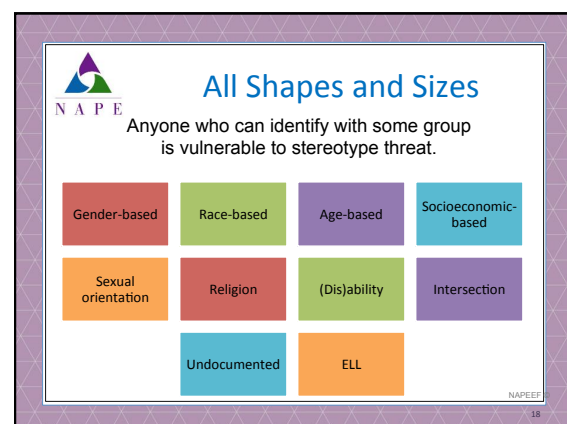 All Shapes and Sizes
N A P E
Anyone who can identify with some group
is vulnerable to stereotype threat.
Gender-based
Race-based
Age-based
Socioeconomic-
based
Sexual
orientation
Religion
(Dis)ability
Intersection
Undocumented
ELL
NAPEEF ©
18